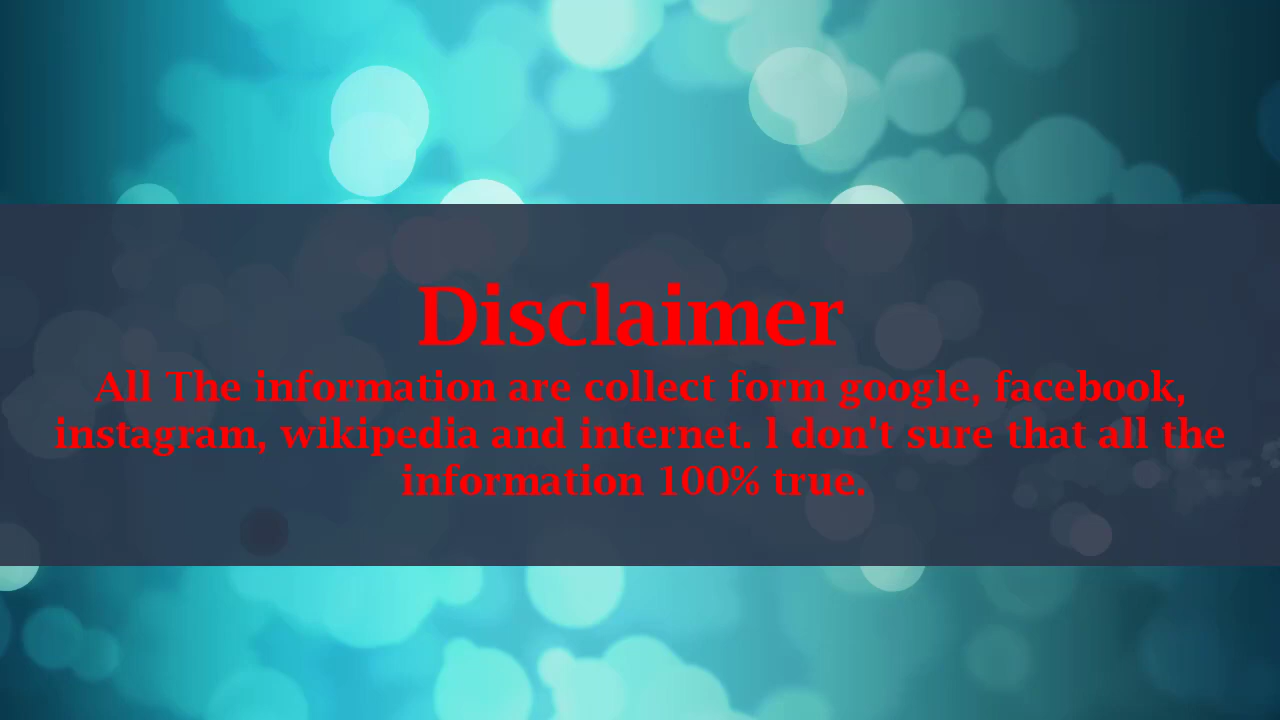 Disclaimer
All The information are collect form google, facebook,
instagram, wikipedia and internet. l don't sure that all the
information 100% true.